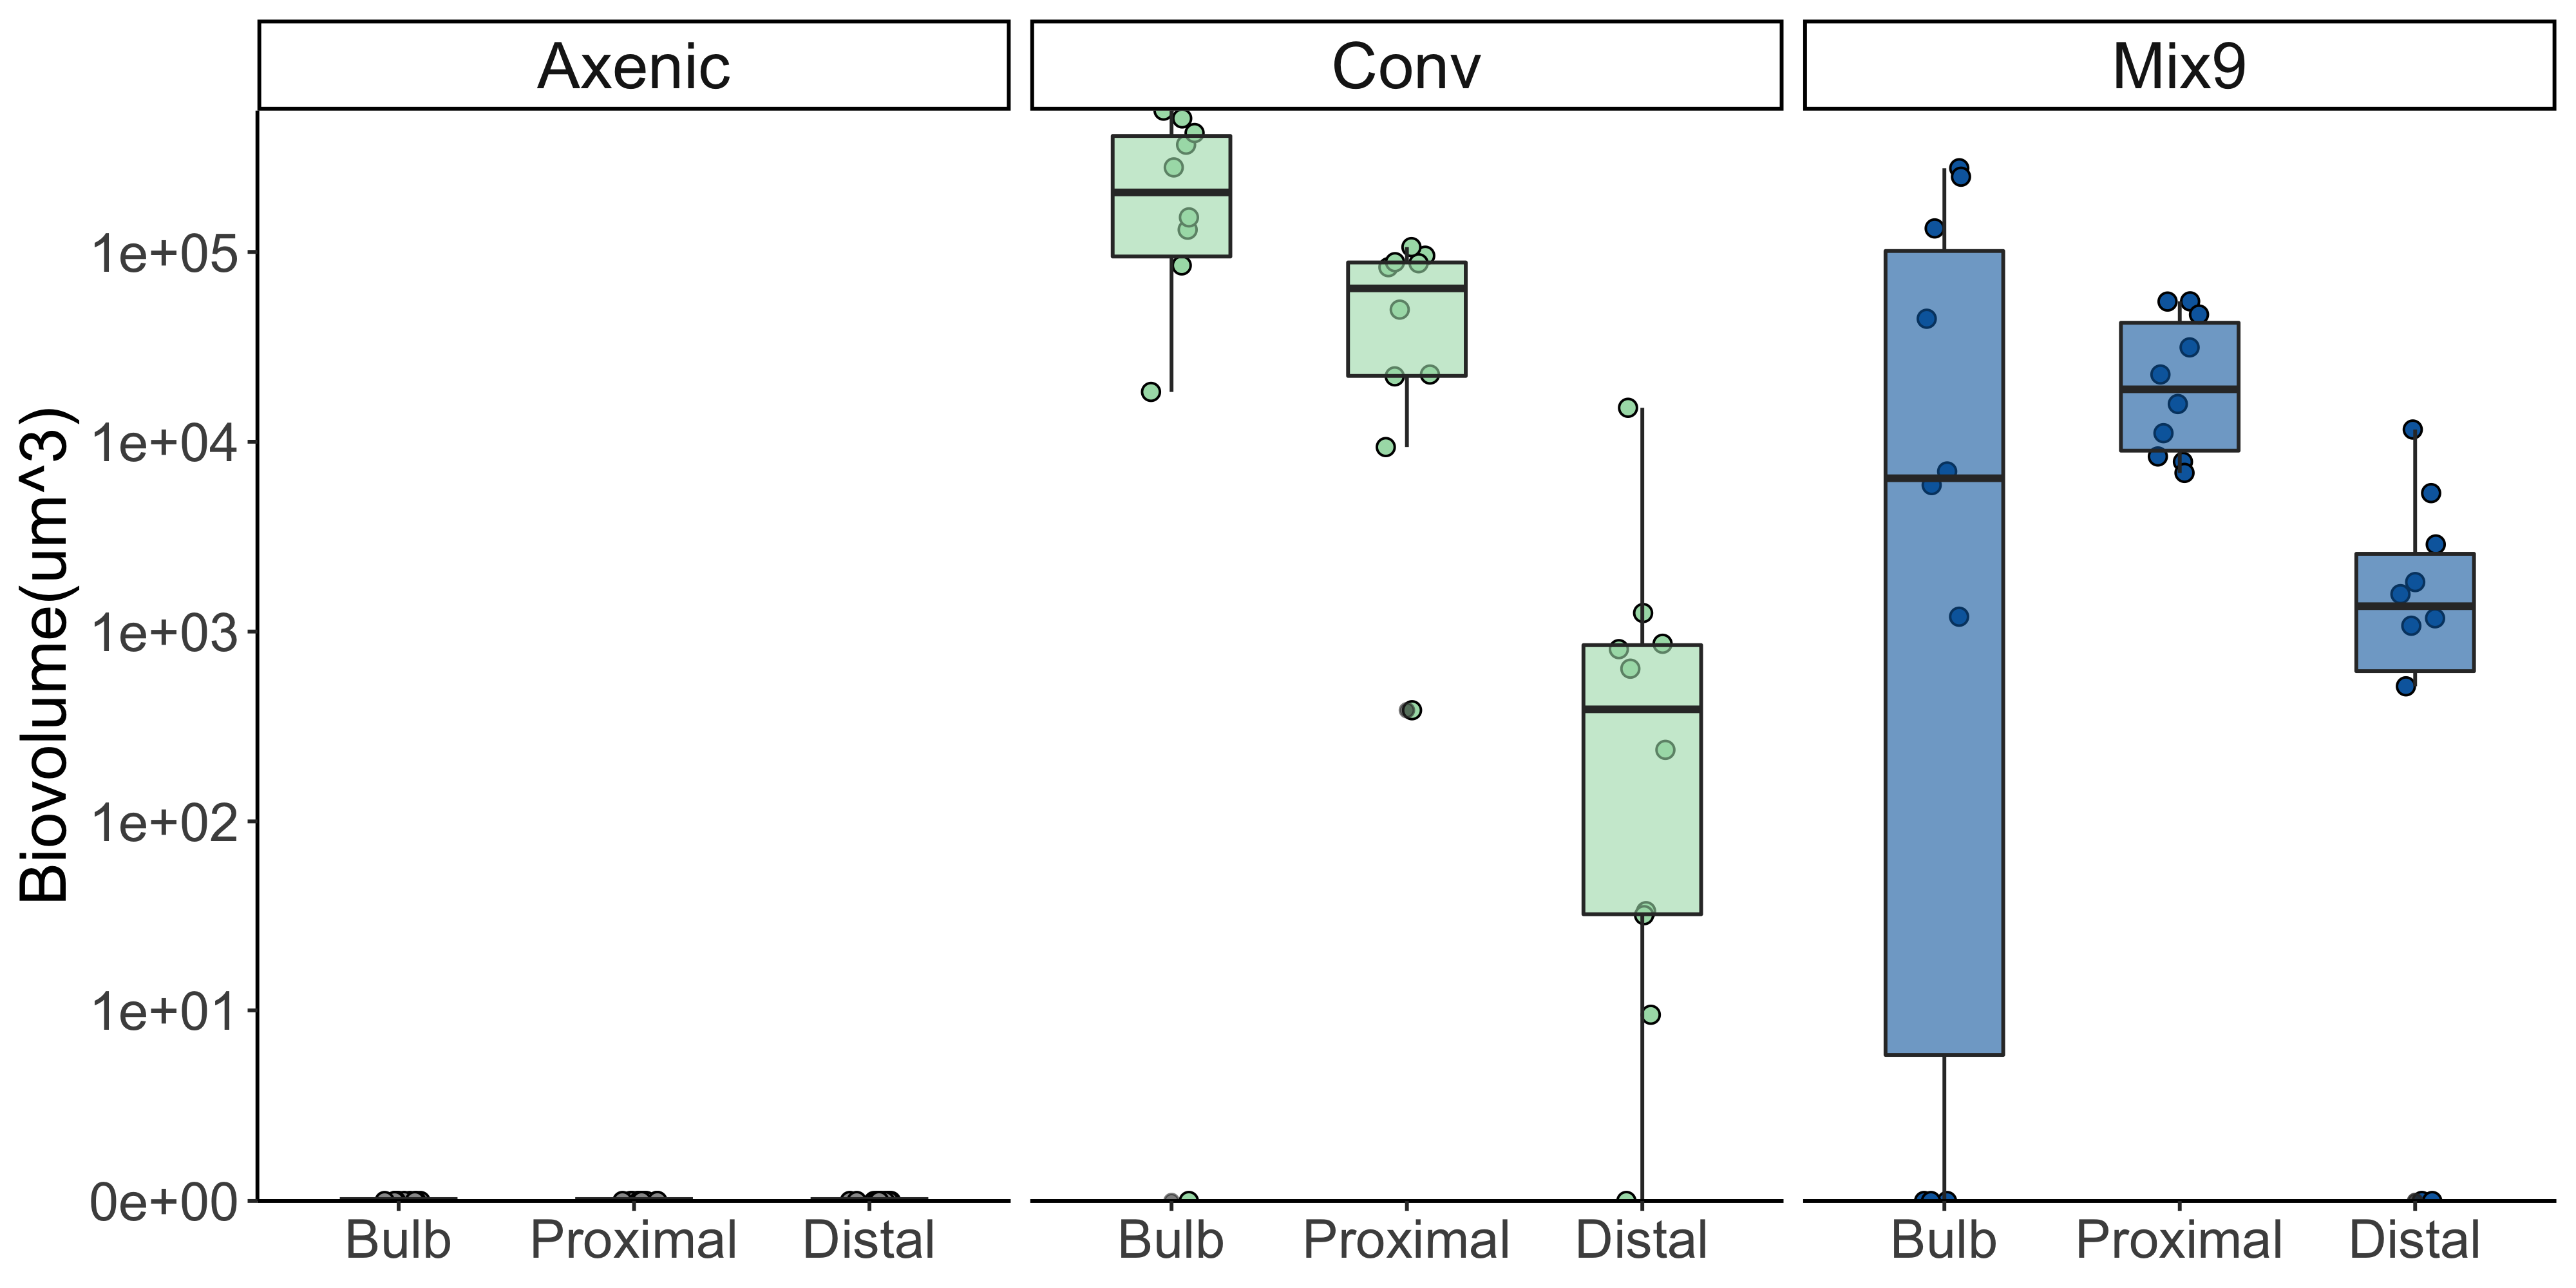 Axenic
Conv
Mix9
Biovolume(um^3)
1e+05
1e+04
1e+03
1e+02
1e+01
0e+00
Bulb
Proximal
Distal
Bulb
Proximal
Distal
Bulb
Proximal
Distal